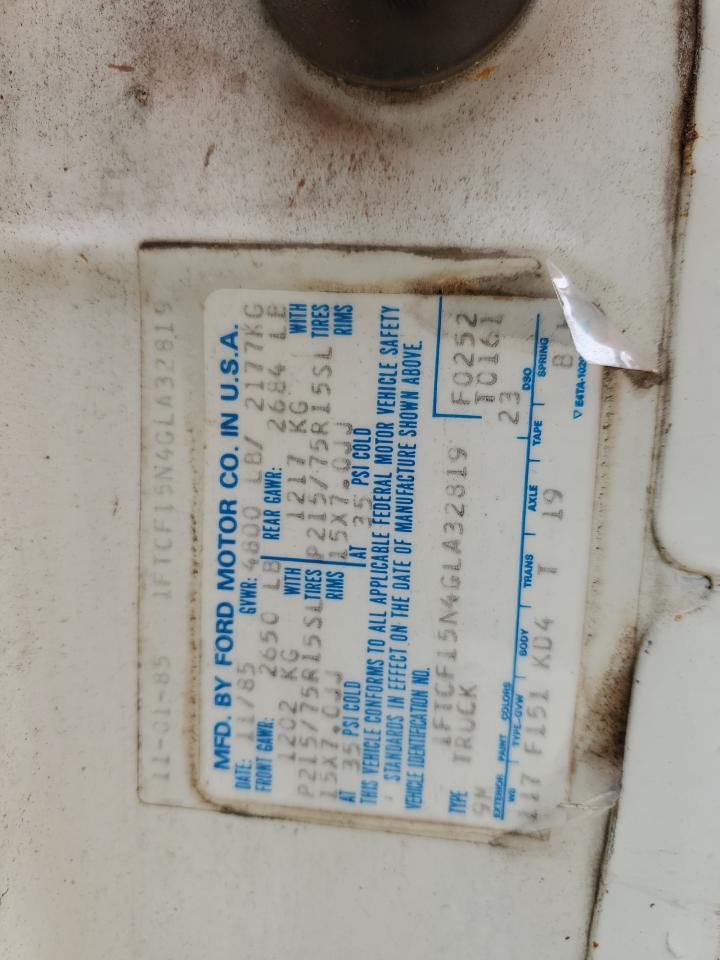 11-01-85 1FTCF15N4GLA32819
MFD. BY FORD MOTOR CO. IN U.S.A.
DATE: 11/85 GVWR: 4800 LB/ 2177KG
FRONT GAWR: 2650 LB REAR GAWR: 2684 LB
1202 KG WITH 1217 KG WITH
P215/75R15SL TIRES P215/75R15SL TIRES
15X7.0JJ RIMS 15X7.0JJ RIMS
AT 35 PSI COLD AT 35 PSI COLD
THIS VEHICLE CONFORMS TO ALL APPLICABLE FEDERAL MOTOR VEHICLE SAFETY
STANDARDS IN EFFECT ON THE DATE OF MANUFACTURE SHOWN ABOVE.
VEHICLE IDENTIFICATION NO.
1FTCF15N4GLA32819 F0252
TYPE TRUCK T0161
9M 23
EXTERIOR PAINT COLORS DSO
WB TYPE-GVW BODY TRANS AXLE TAPE SPRING
117 F151 KD4 T 19 B